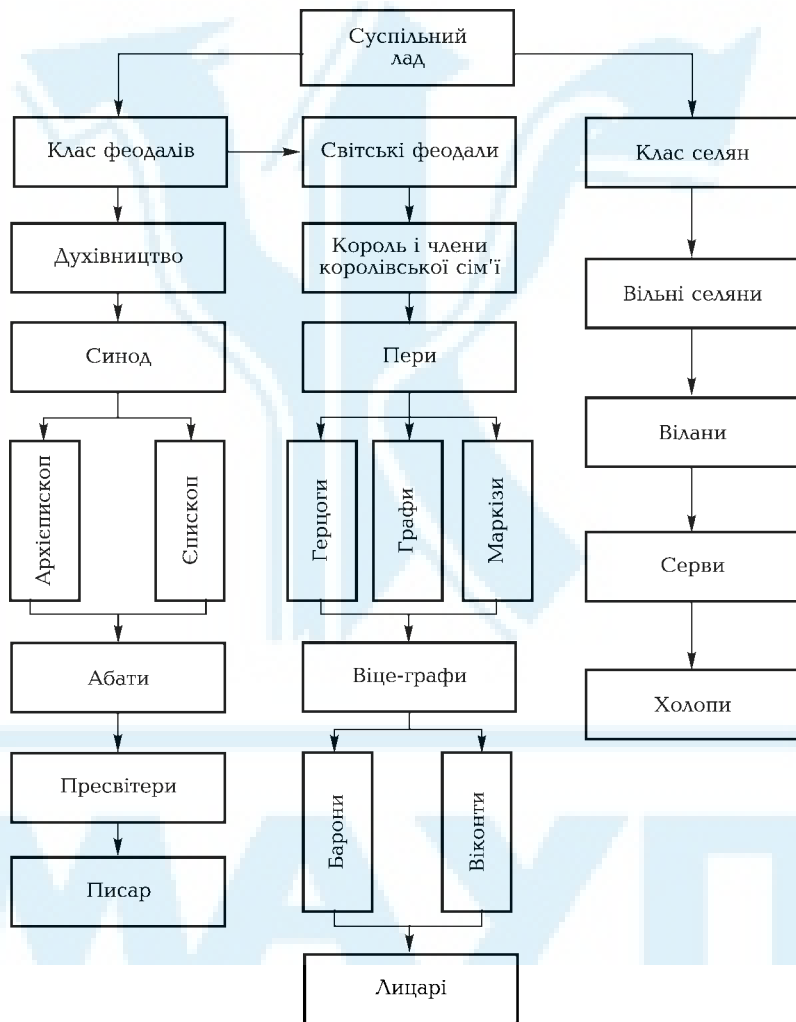 Суспільний
лад
Клас феодалів
Світські феодали
Клас селян
Духівництво
Король і члени
королівської сім'ї
Вільні селяни
Синод
Пери
Вілани
Архієпископ
Єпископ
Герцоги
Графи
Маркізи
Серви
Абати
Віце-графи
Холопи
Пресвітери
Барони
Віконти
Писар
Лицарі
МАУП